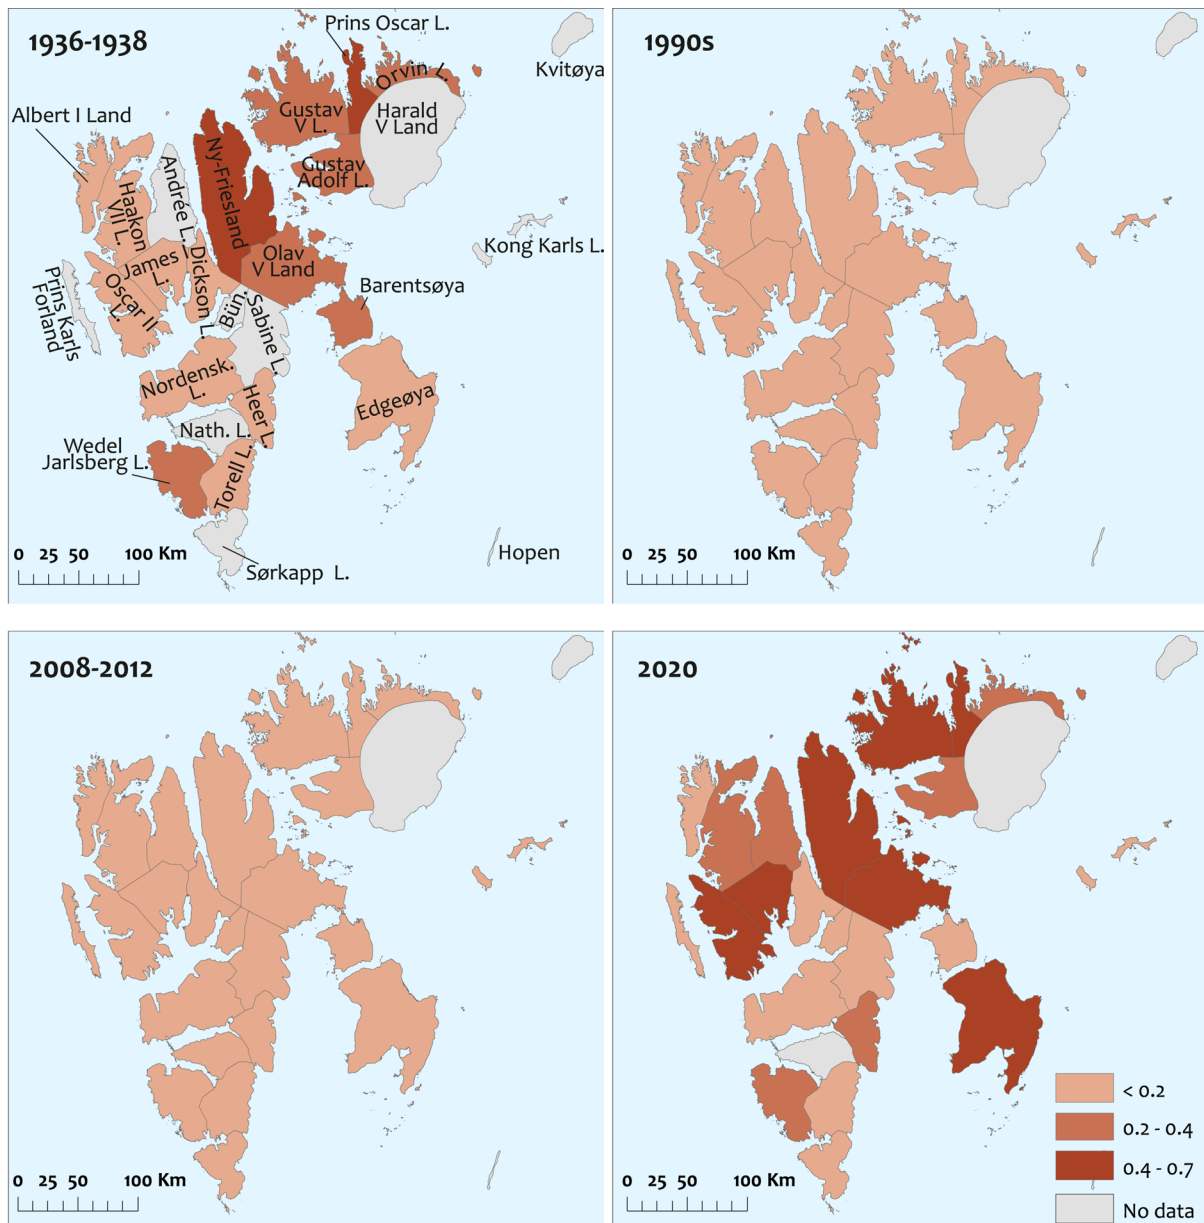 1936-1938
Prins Oscar L.
Kvitøya
Orvin L.
Gustav
V L.
Harald
V Land
Albert I Land
Gustav
Adolf L.
Ny-Friesland
Andrée L.
Haakon
VII L.
Kong Karls L.
Olav
V Land
James
L.
Dickson L.
Barentsøya
Oscar II
L.
Prins Karls
Forland
Bün.
Sabine L.
Nordensk.
L.
Heer L.
Edgeøya
Nath. L.
Wedel
Jarlsberg L.
Torell L.
Hopen
Sørkapp L.
0 25 50 100 Km
1990s
0 25 50 100 Km
2008-2012
0 25 50 100 Km
2020
0 25 50 100 Km
< 0.2
0.2 - 0.4
0.4 - 0.7
No data